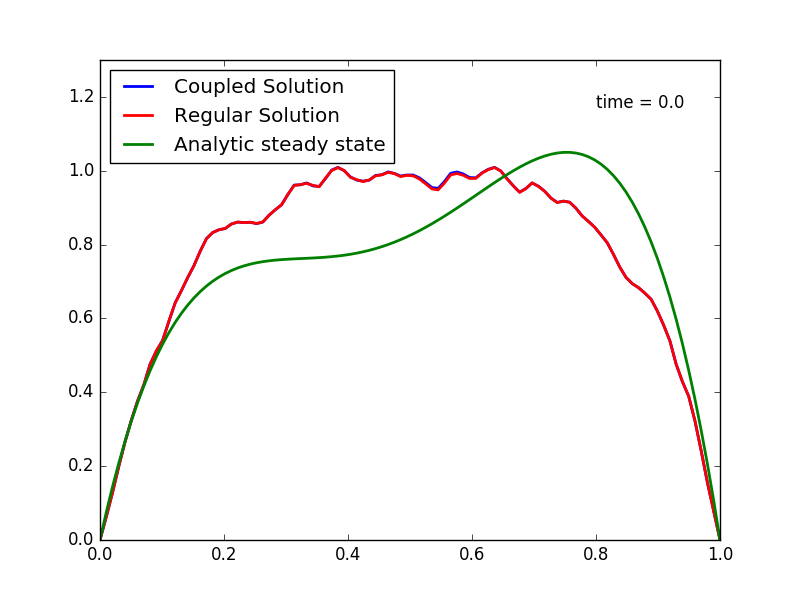 Coupled Solution
Regular Solution
Analytic steady state
time = 0.0
1.2
1.0
0.8
0.6
0.4
0.2
0.0
0.0 0.2 0.4 0.6 0.8 1.0